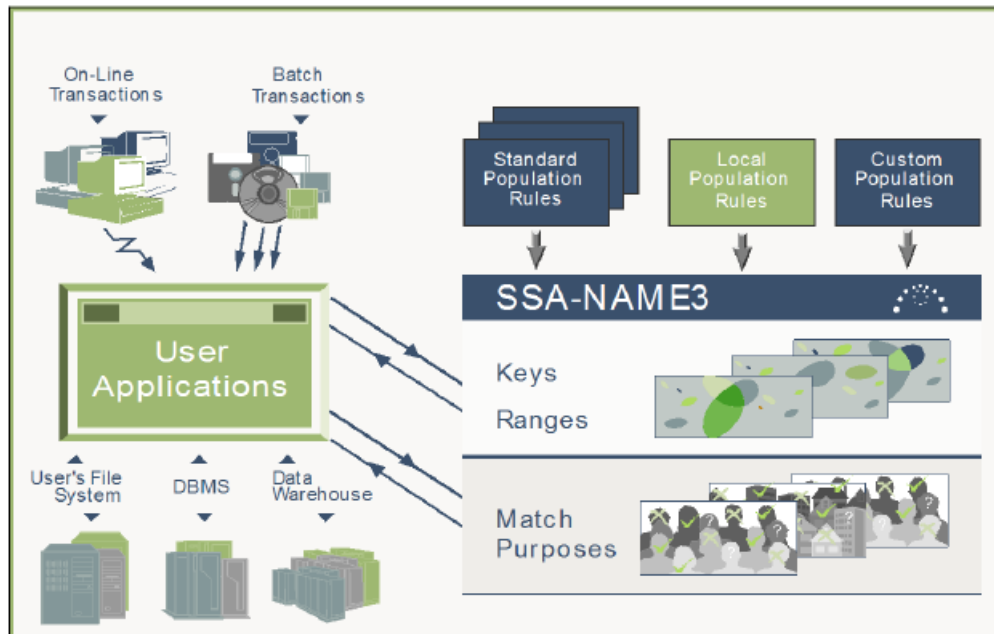 On-Line
Transactions
Batch
Transactions
Standard
Population
Rules
Local
Population
Rules
Custom
Population
Rules
SSA-NAME3
User
Applications
Keys
Ranges
User's File
System
DBMS
Data
Warehouse
Match
Purposes